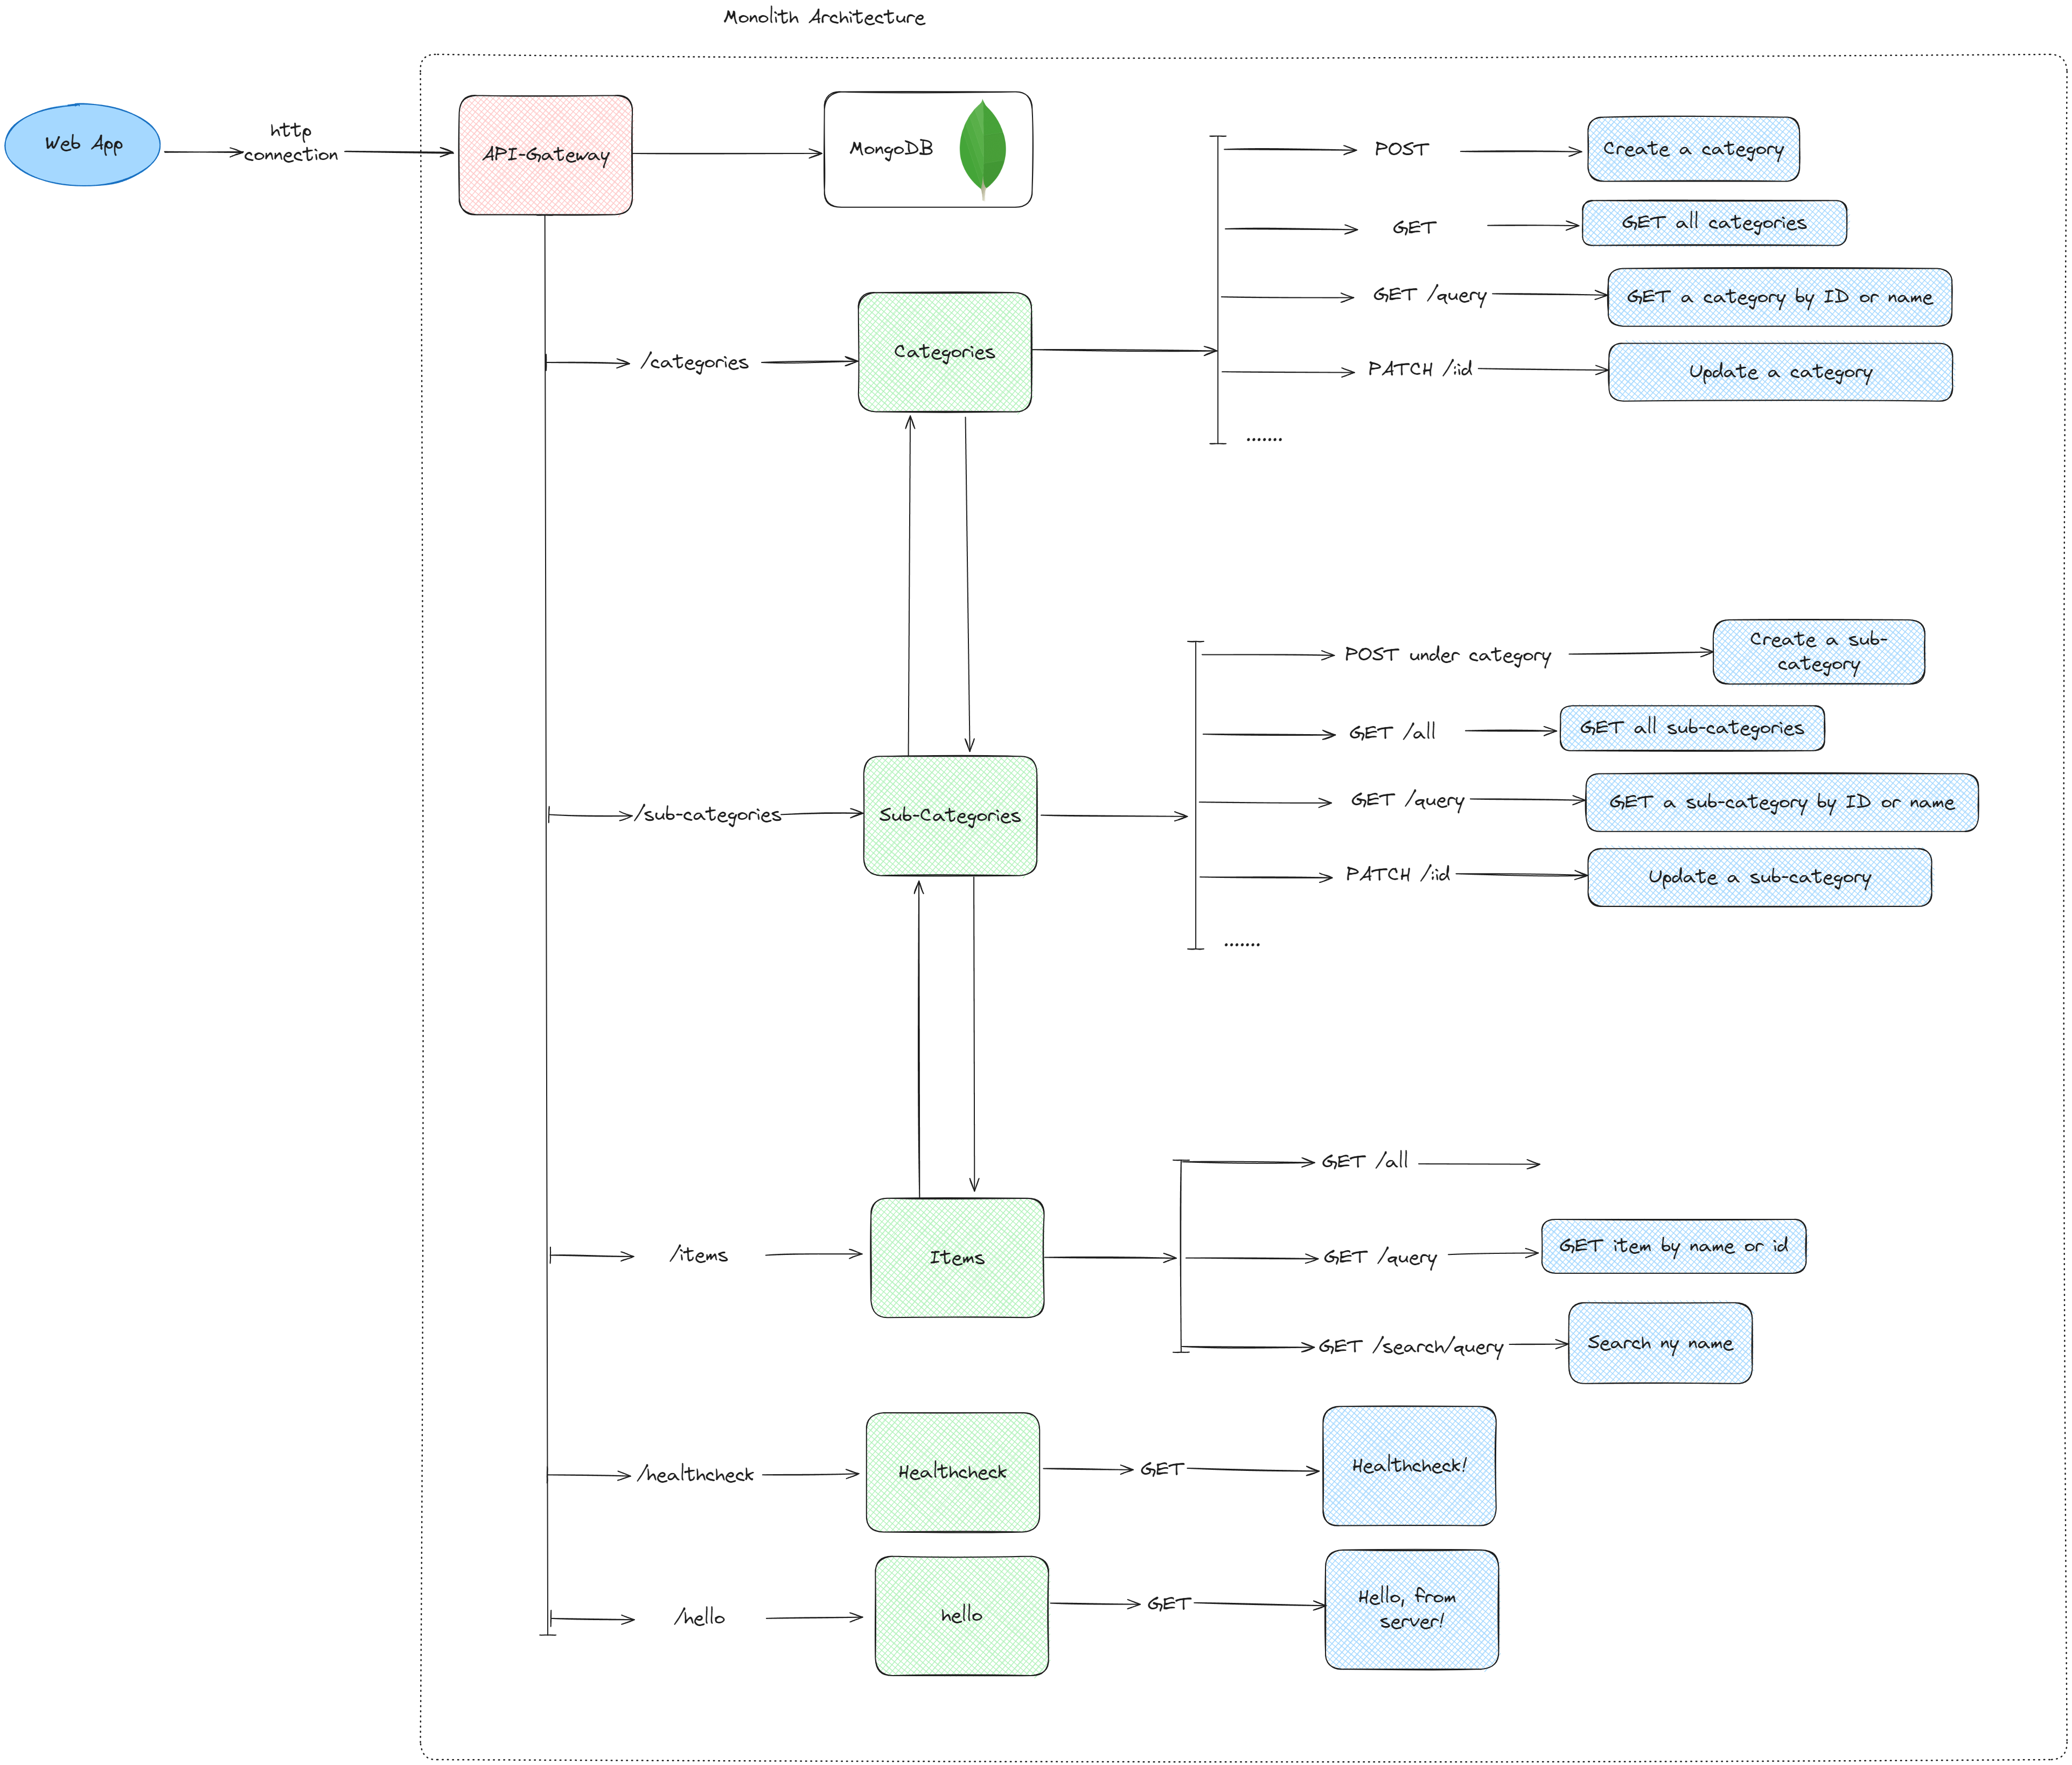 Monolith Architecture
Web App
http
connection
API-Gateway
MongoDB
POST
Create a category
GET
GET all categories
GET /query
GET a category by ID or name
/categories
Categories
PATCH /:id
Update a category
.......
POST under category
Create a sub-
category
GET /all
GET all sub-categories
GET /query
GET a sub-category by ID or name
/sub-categories
Sub-Categories
PATCH /:id
Update a sub-category
.......
GET /all
/items
Items
GET /query
GET item by name or id
GET /search/query
Search ny name
/healthcheck
Healthcheck
GET
Healthcheck!
/hello
hello
GET
Hello, from
server!